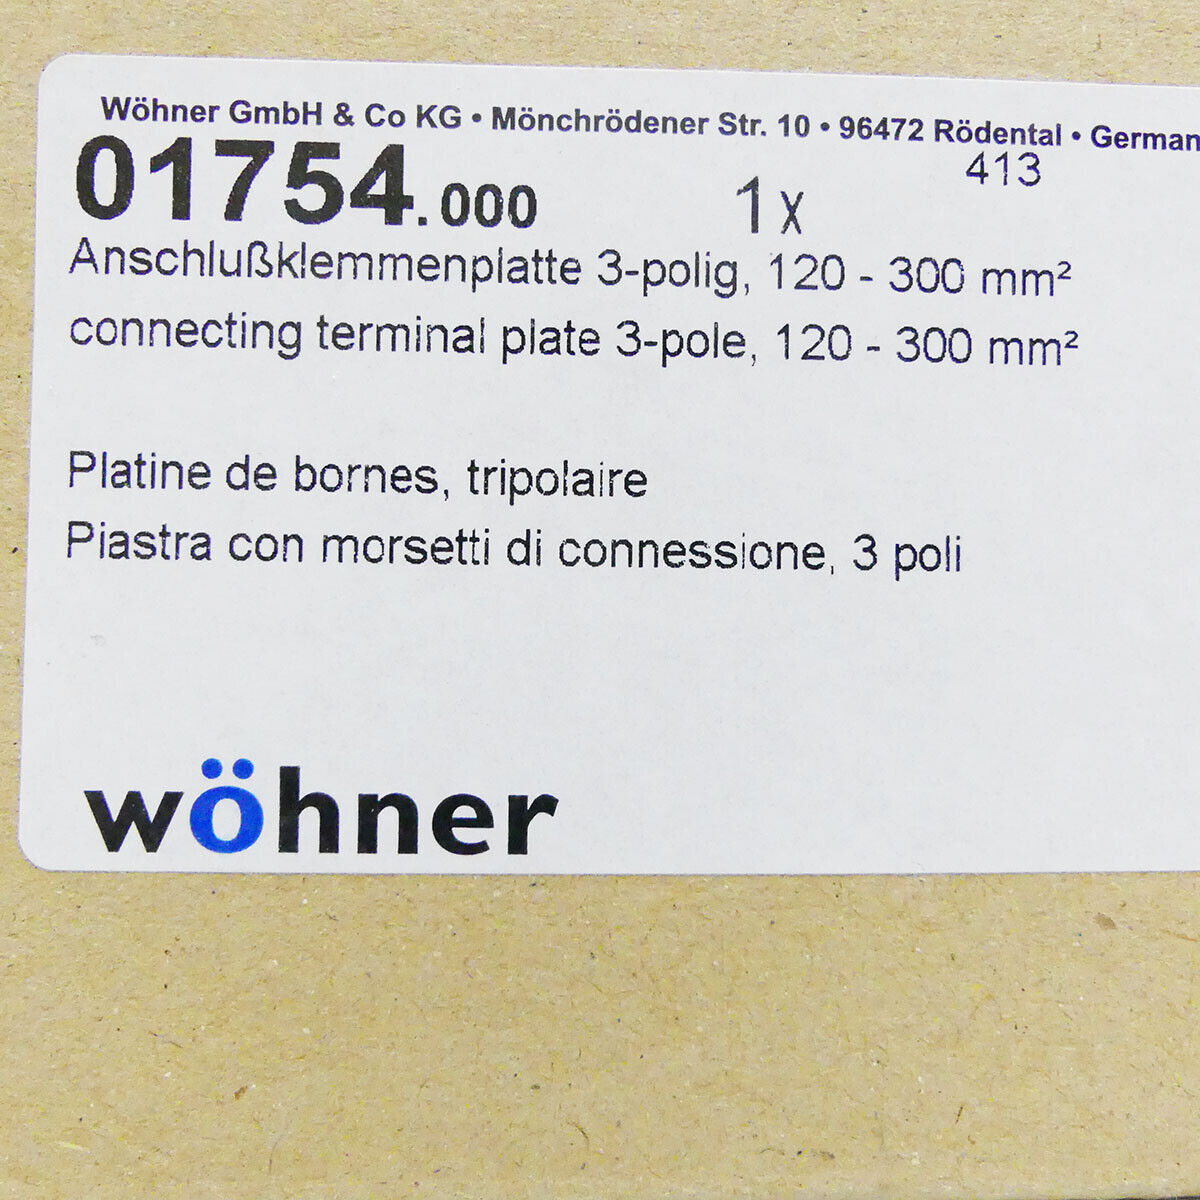 Wöhner GmbH & Co KG • Mönchrödener Str. 10 • 96472 Rödental • German
413
01754.000 1 x
Anschlußklemmenplatte 3-polig, 120 - 300 mm²
connecting terminal plate 3-pole, 120 - 300 mm²
Platine de bornes, tripolaire
Piastra con morsetti di connessione, 3 poli
wöhner